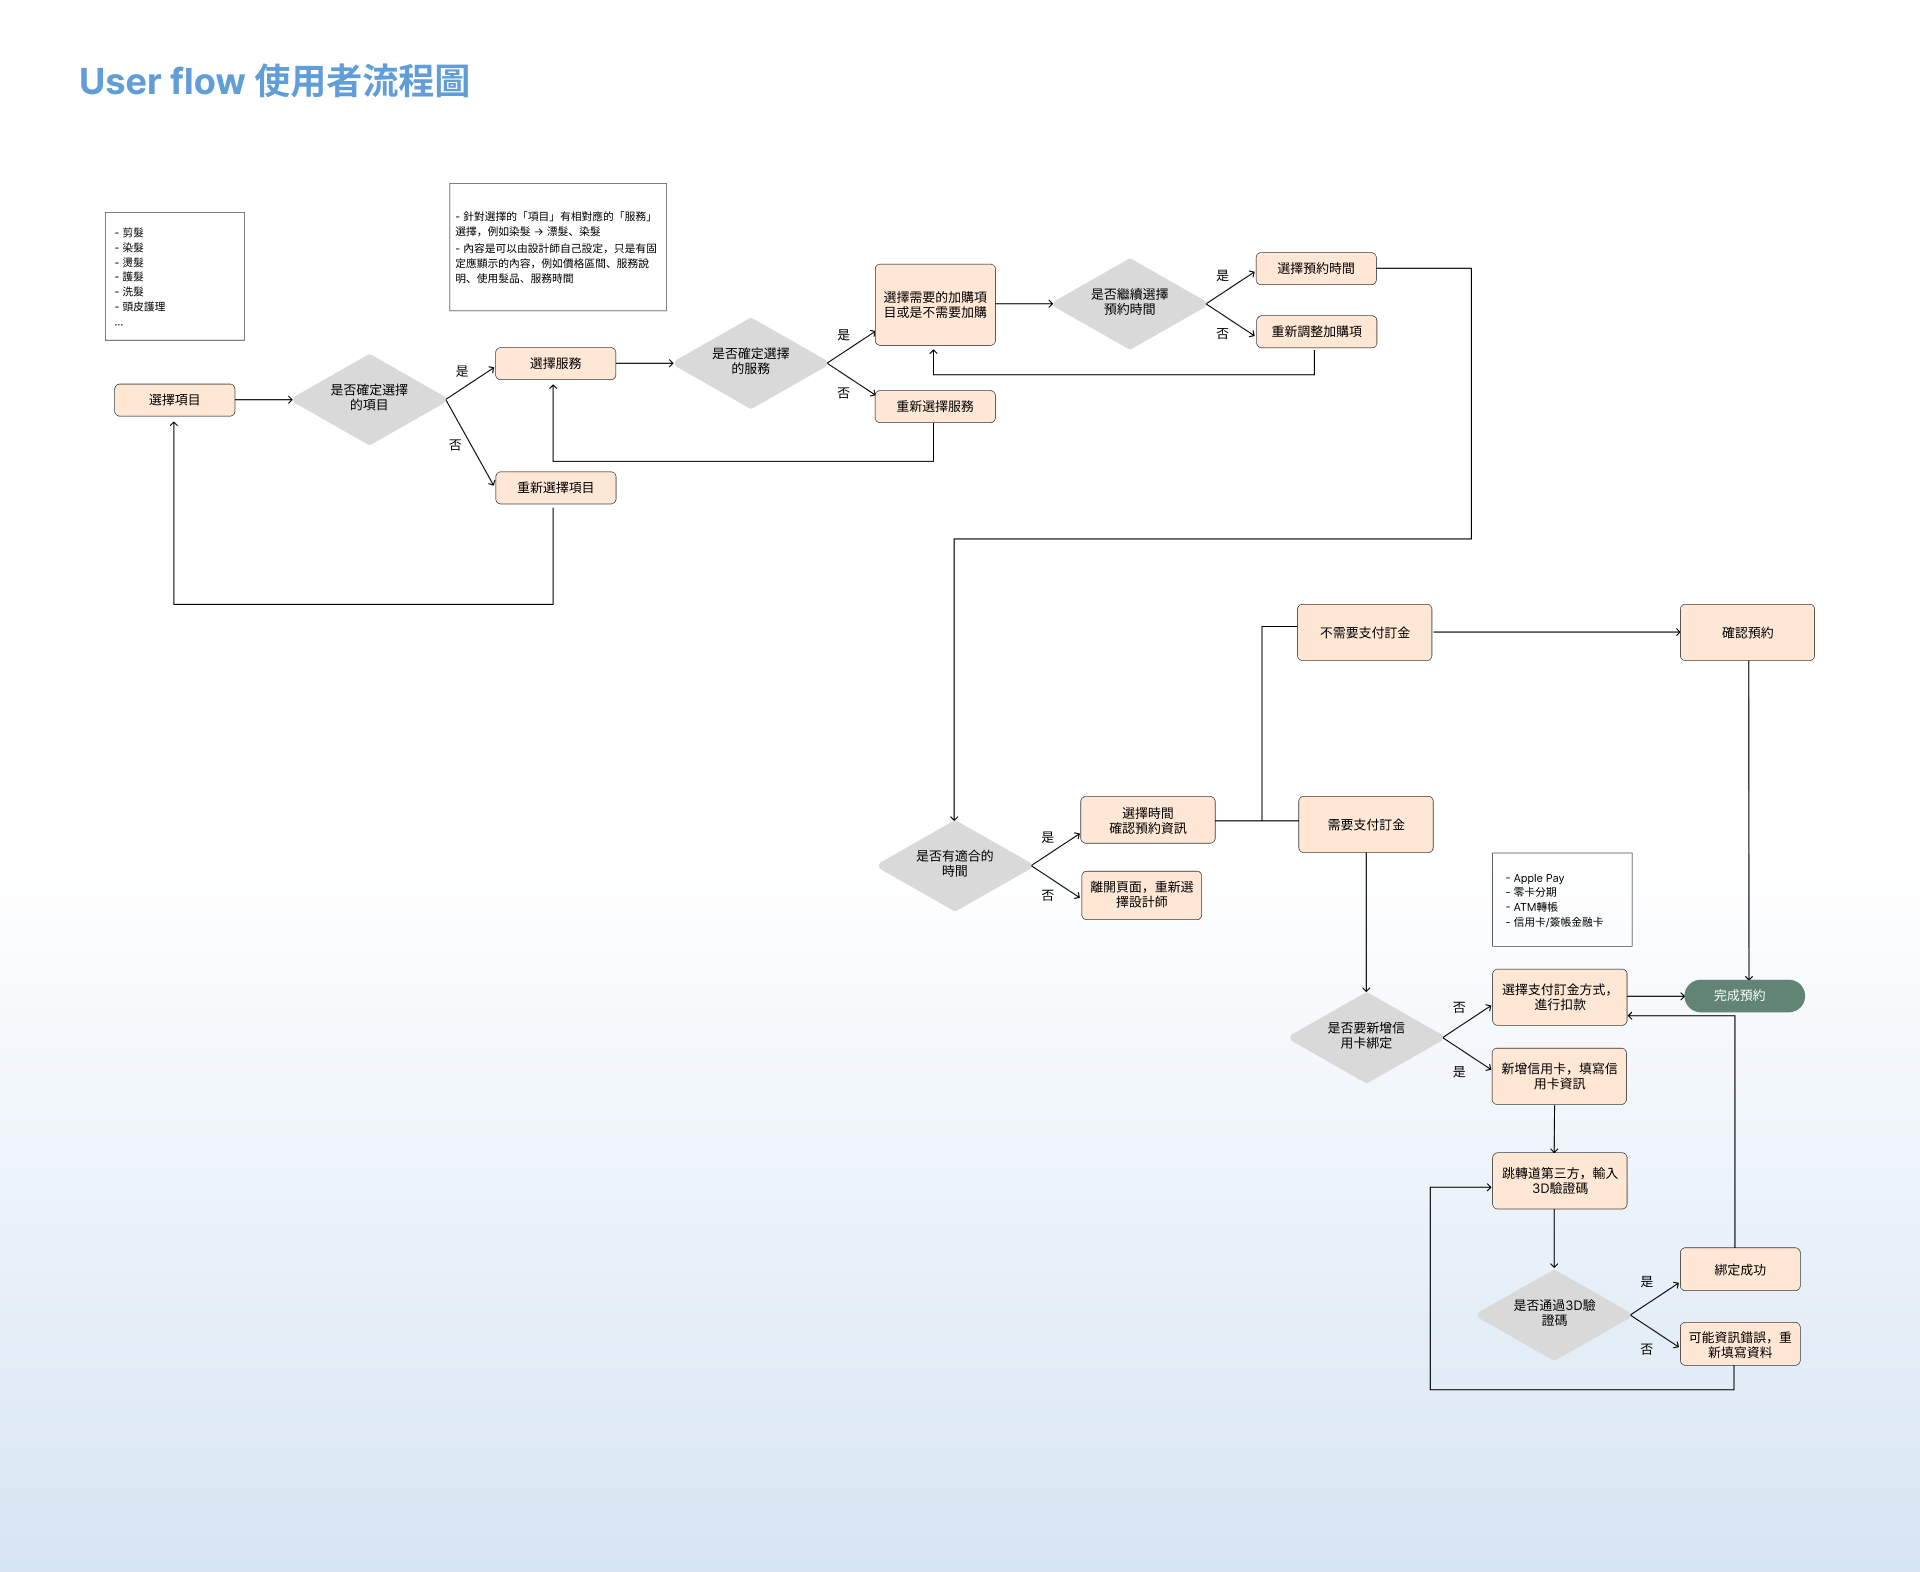 User flow 使用者流程圖
- 剪髮
- 染髮
- 燙髮
- 護髮
- 洗髮
- 頭皮護理
...
- 針對選擇的「項目」有相對應的「服務」
選擇，例如染髮 → 漂髮、染髮
- 內容是可以由設計師自己設定，只是有固
定應顯示的內容，例如價格區間、服務說
明、使用髮品、服務時間
選擇項目
是否確定選擇
的項目
是
否
選擇服務
重新選擇項目
是否確定選擇
的服務
是
否
選擇需要的加購項
目或是不需要加購
重新選擇服務
是否繼續選擇
預約時間
是
否
選擇預約時間
重新調整加購項
是否有適合的
時間
是
否
選擇時間
確認預約資訊
離開頁面，重新選
擇設計師
不需要支付訂金
確認預約
需要支付訂金
- Apple Pay
- 零卡分期
- ATM轉帳
- 信用卡/簽帳金融卡
是否要新增信
用卡綁定
否
是
選擇支付訂金方式，
進行扣款
完成預約
新增信用卡，填寫信
用卡資訊
跳轉道第三方，輸入
3D驗證碼
是否通過3D驗
證碼
是
否
綁定成功
可能資訊錯誤，重
新填寫資料